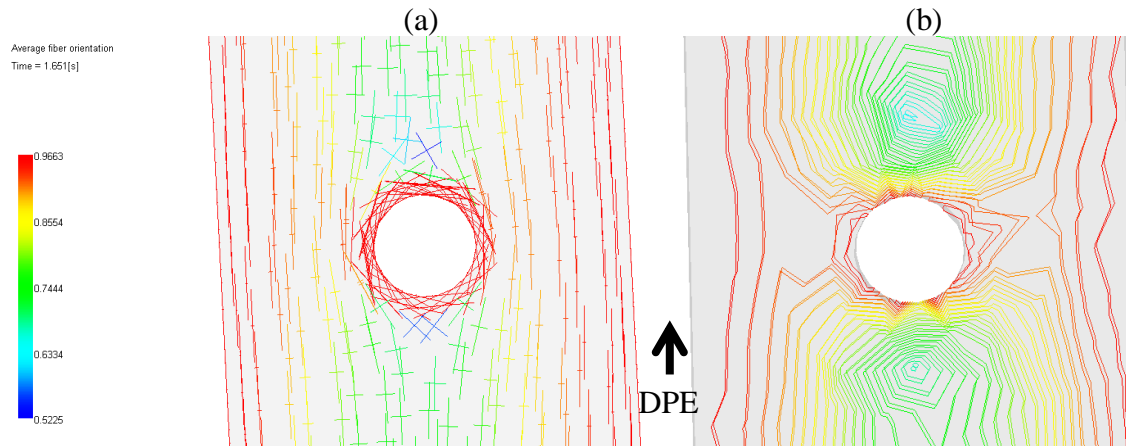 (a)
(b)
Average fiber orientation
Time = 1.651[s]
0.9663
0.8554
0.7444
0.6334
0.5225
DPE